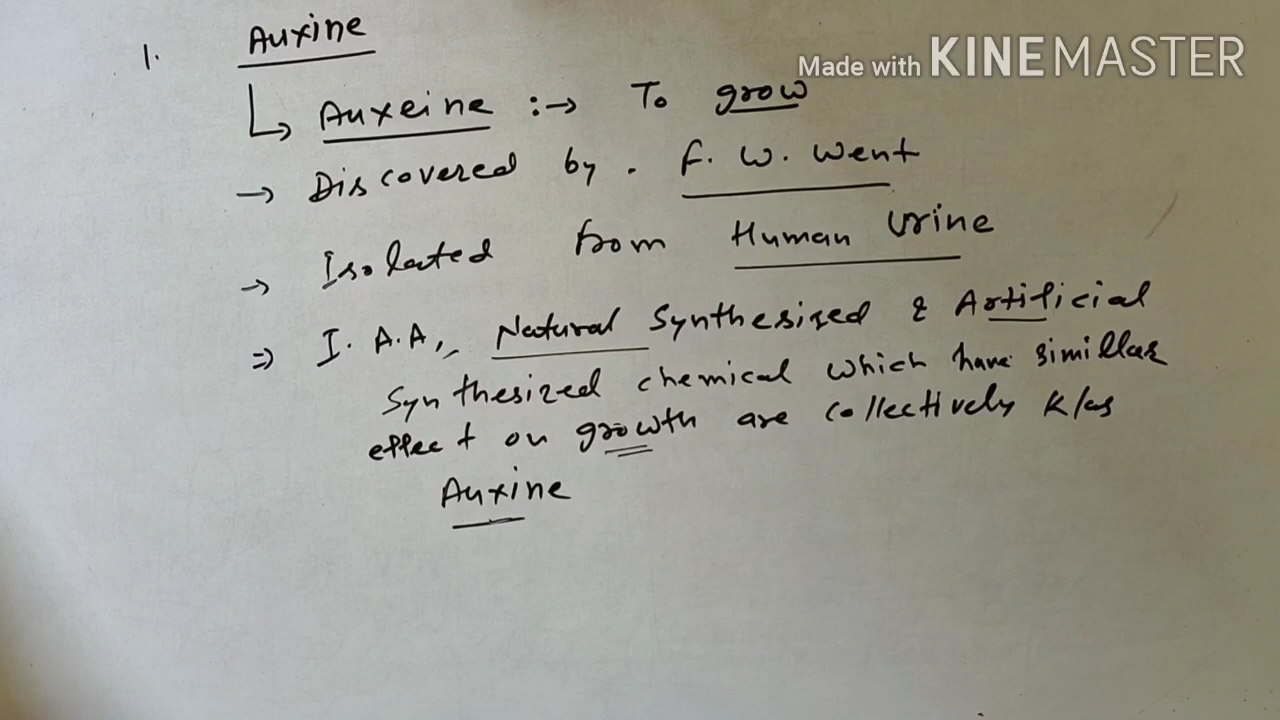 Made with KINEMASTER
1. Auxine
↳ Auxeine :→ To grow
→ Discovered by . F. W. Went
→ Isolated from Human Urine
⇒ I. A.A, Natural Synthesized & Artificial
Synthesized chemical which have simillar
effect on growth are collectively K/as
Auxine